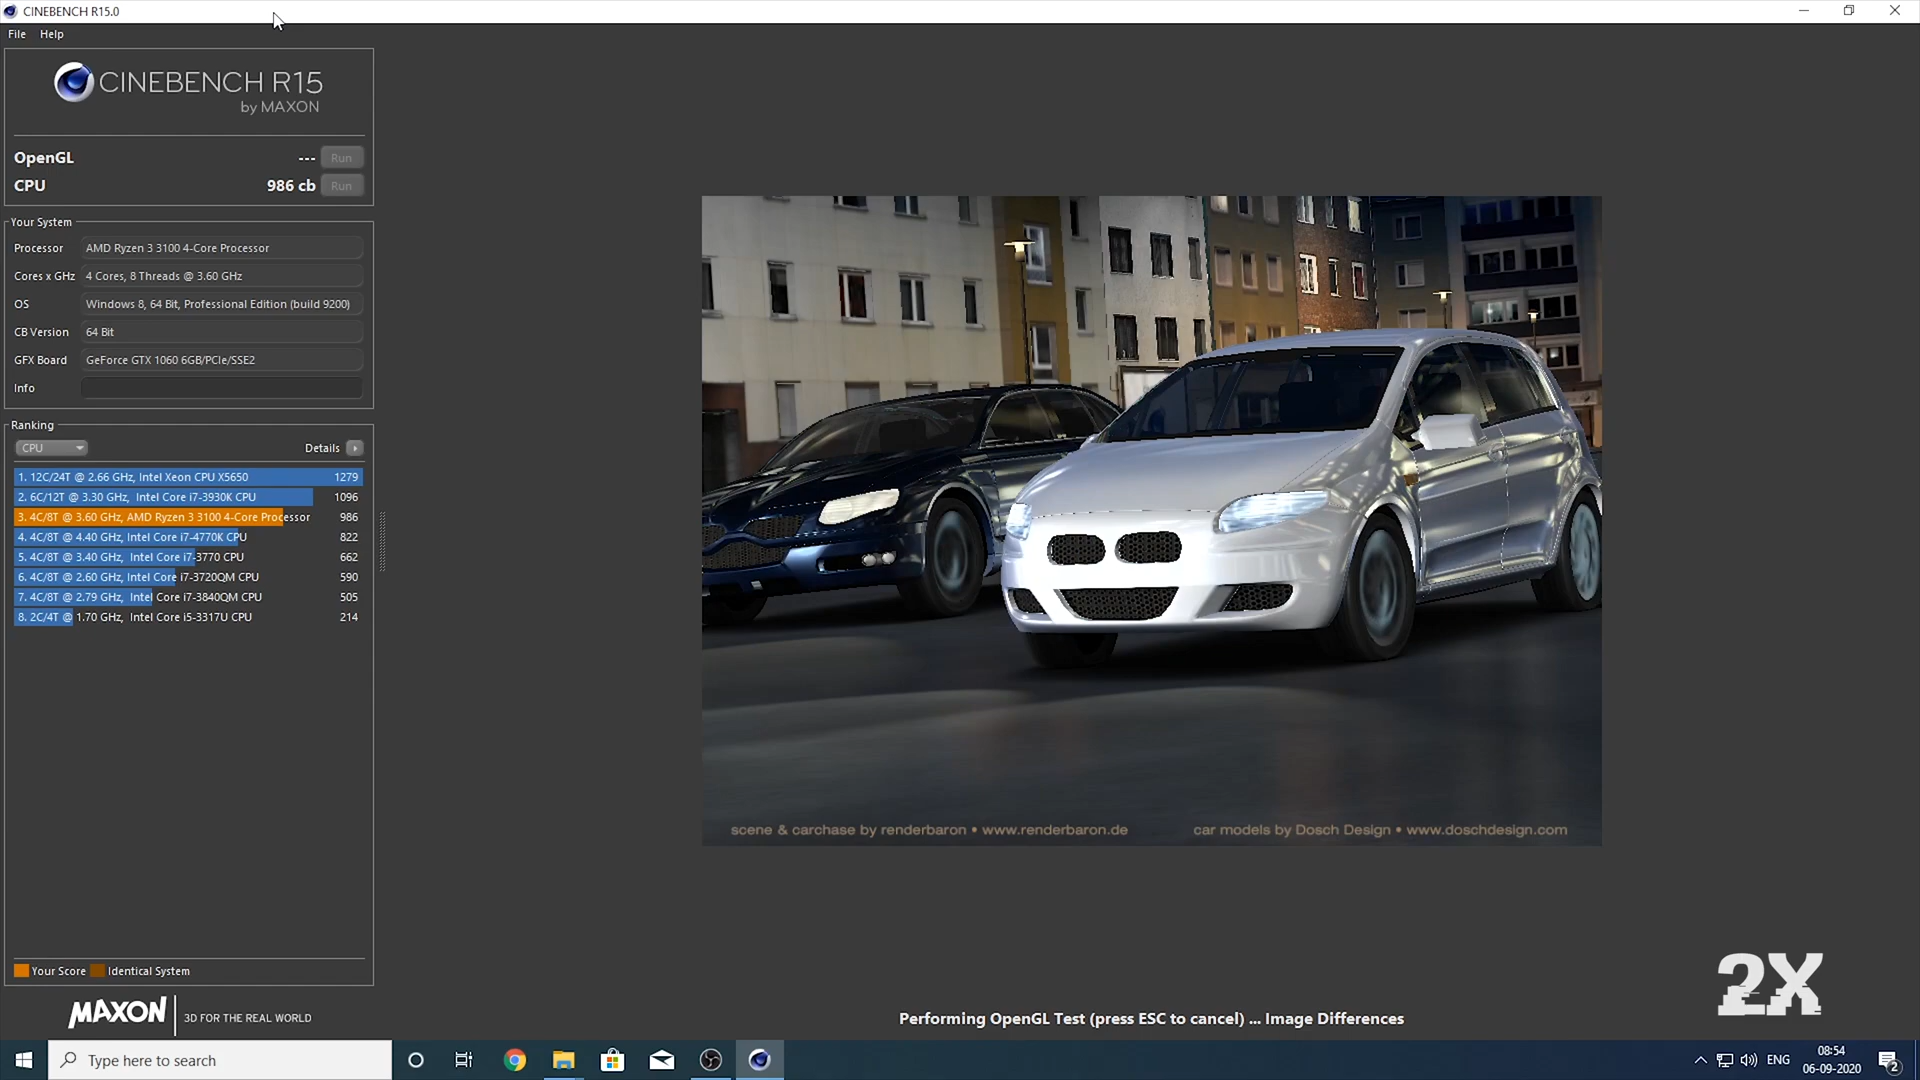 CINEBENCH R15.0
File Help
CINEBENCH R15
by MAXON
OpenGL --- Run
CPU 986 cb Run
Your System
Processor AMD Ryzen 3 3100 4-Core Processor
Cores x GHz 4 Cores, 8 Threads @ 3.60 GHz
OS Windows 8, 64 Bit, Professional Edition (build 9200)
CB Version 64 Bit
GFX Board GeForce GTX 1060 6GB/PCIe/SSE2
Info
Ranking
CPU Details
1. 12C/24T @ 2.66 GHz, Intel Xeon CPU X5650 1279
2. 6C/12T @ 3.30 GHz, Intel Core i7-3930K CPU 1096
3. 4C/8T @ 3.60 GHz, AMD Ryzen 3 3100 4-Core Processor 986
4. 4C/8T @ 4.40 GHz, Intel Core i7-4770K CPU 822
5. 4C/8T @ 3.40 GHz, Intel Core i7-3770 CPU 662
6. 4C/8T @ 2.60 GHz, Intel Core i7-3720QM CPU 590
7. 4C/8T @ 2.79 GHz, Intel Core i7-3840QM CPU 505
8. 2C/4T @ 1.70 GHz, Intel Core i5-3317U CPU 214
scene & carchase by renderbaron • www.renderbaron.de car models by Dosch Design • www.doschdesign.com
Your Score Identical System
2X
MAXON 3D FOR THE REAL WORLD
Performing OpenGL Test (press ESC to cancel) ... Image Differences
Type here to search
ENG
08:54
06-09-2020
2